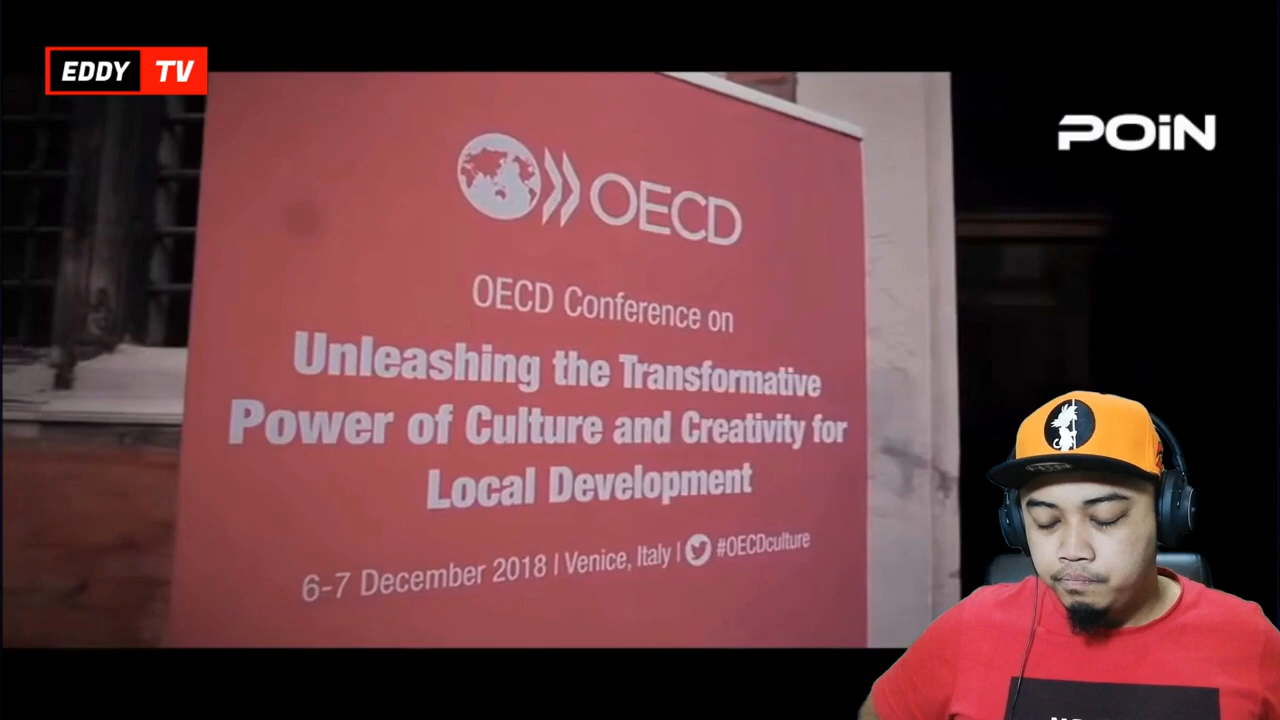 EDDY TV
POiN
OECD
OECD Conference on
Unleashing the Transformative
Power of Culture and Creativity for
Local Development
6-7 December 2018 | Venice, Italy | #OECDculture